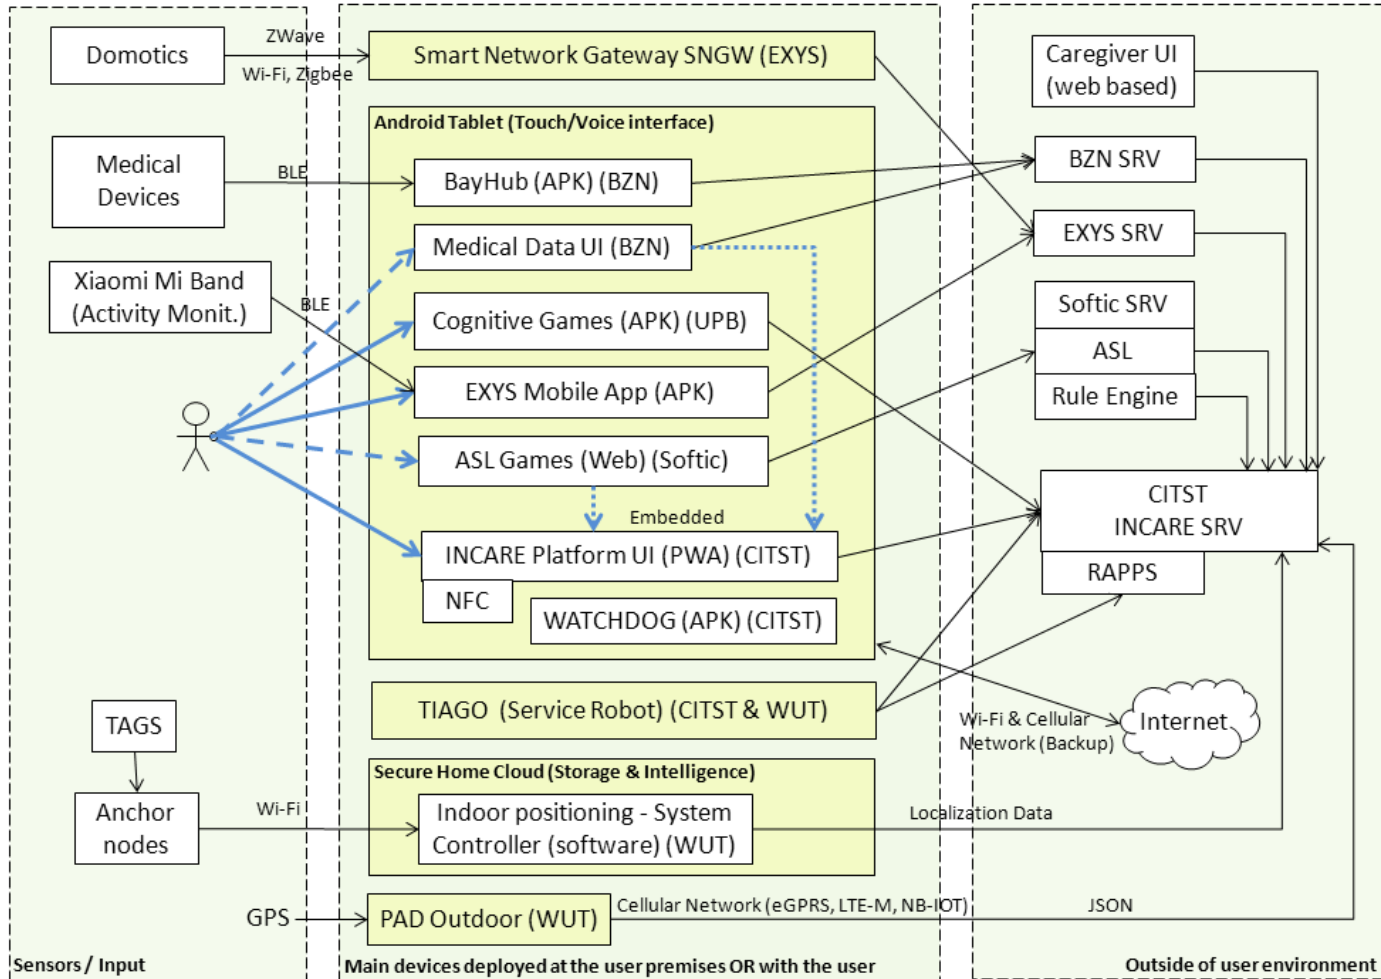 Domotics
ZWave
Wi-Fi, Zigbee
Smart Network Gateway SNGW (EXYS)
Caregiver UI
(web based)
Android Tablet (Touch/Voice interface)
Medical
Devices
BLE
BayHub (APK) (BZN)
BZN SRV
Medical Data UI (BZN)
EXYS SRV
Xiaomi Mi Band
(Activity Monit.)
BLE
Cognitive Games (APK) (UPB)
Softic SRV
ASL
Rule Engine
EXYS Mobile App (APK)
ASL Games (Web) (Softic)
Embedded
CITST
INCARE SRV
INCARE Platform UI (PWA) (CITST)
RAPPS
NFC
WATCHDOG (APK) (CITST)
TIAGO (Service Robot) (CITST & WUT)
Wi-Fi & Cellular
Network (Backup)
Internet
TAGS
Secure Home Cloud (Storage & Intelligence)
Anchor
nodes
Wi-Fi
Indoor positioning - System
Controller (software) (WUT)
Localization Data
GPS
PAD Outdoor (WUT)
Cellular Network (eGPRS, LTE-M, NB-IOT)
JSON
Sensors / Input
Main devices deployed at the user premises OR with the user
Outside of user environment